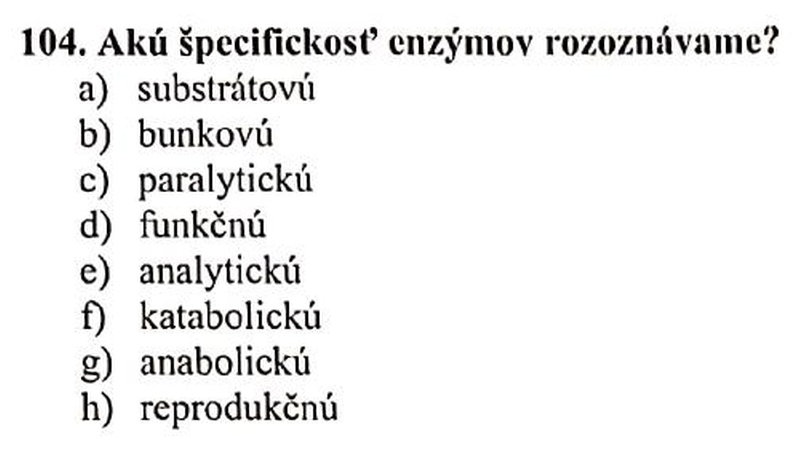 104. Akú špecifickosť enzýmov rozoznávame?
a) substrátovú
b) bunkovú
c) paralytickú
d) funkčnú
e) analytickú
f) katabolickú
g) anabolickú
h) reprodukčnú